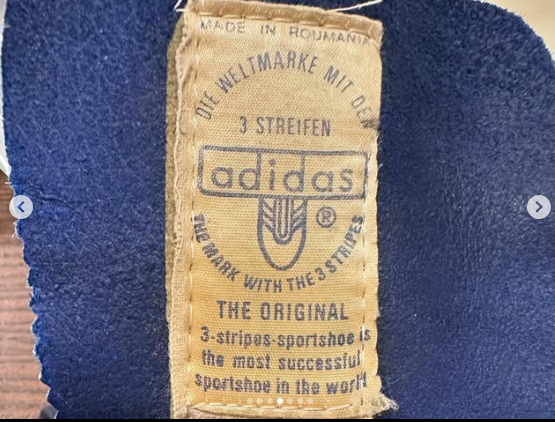 MADE IN ROUMANIA
DIE WELTMARKE MIT DEN
3 STREIFEN
adidas
®
THE MARK WITH THE 3 STRIPES
THE ORIGINAL
3-stripes-sportshoe is
the most successful
sportshoe in the world